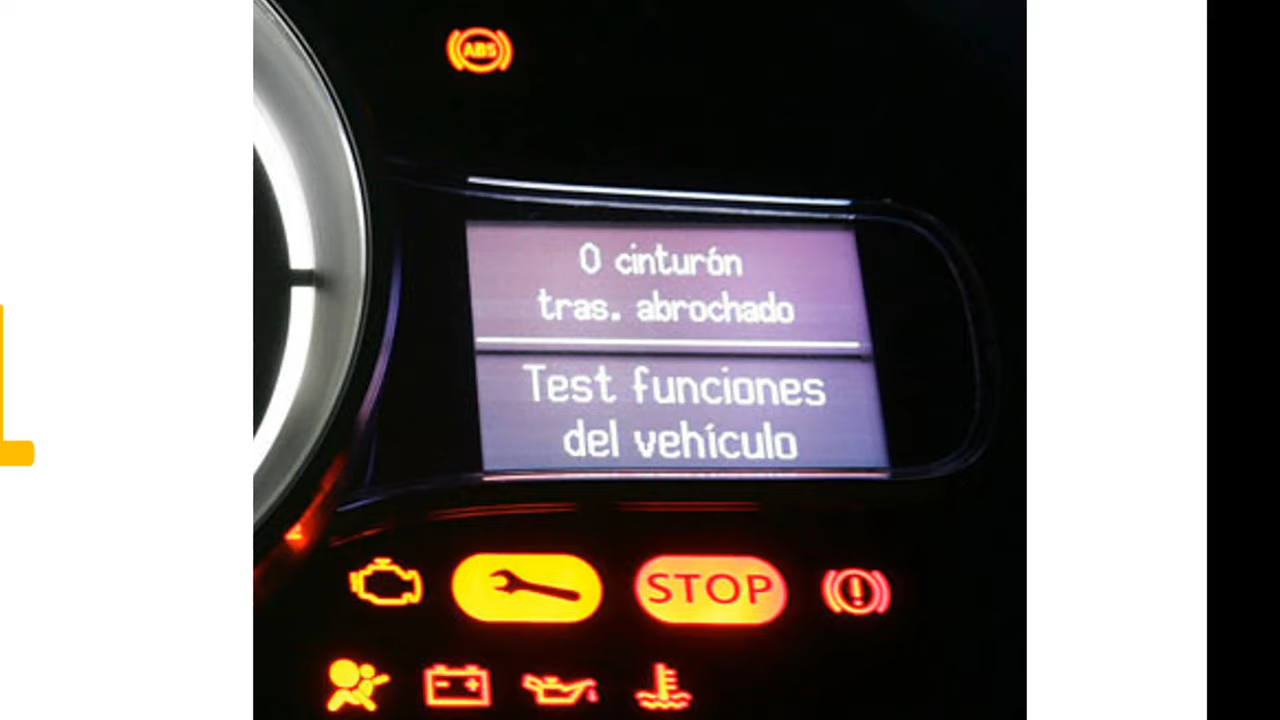 ABS
0 cinturón
tras. abrochado
Test funciones
del vehículo
STOP